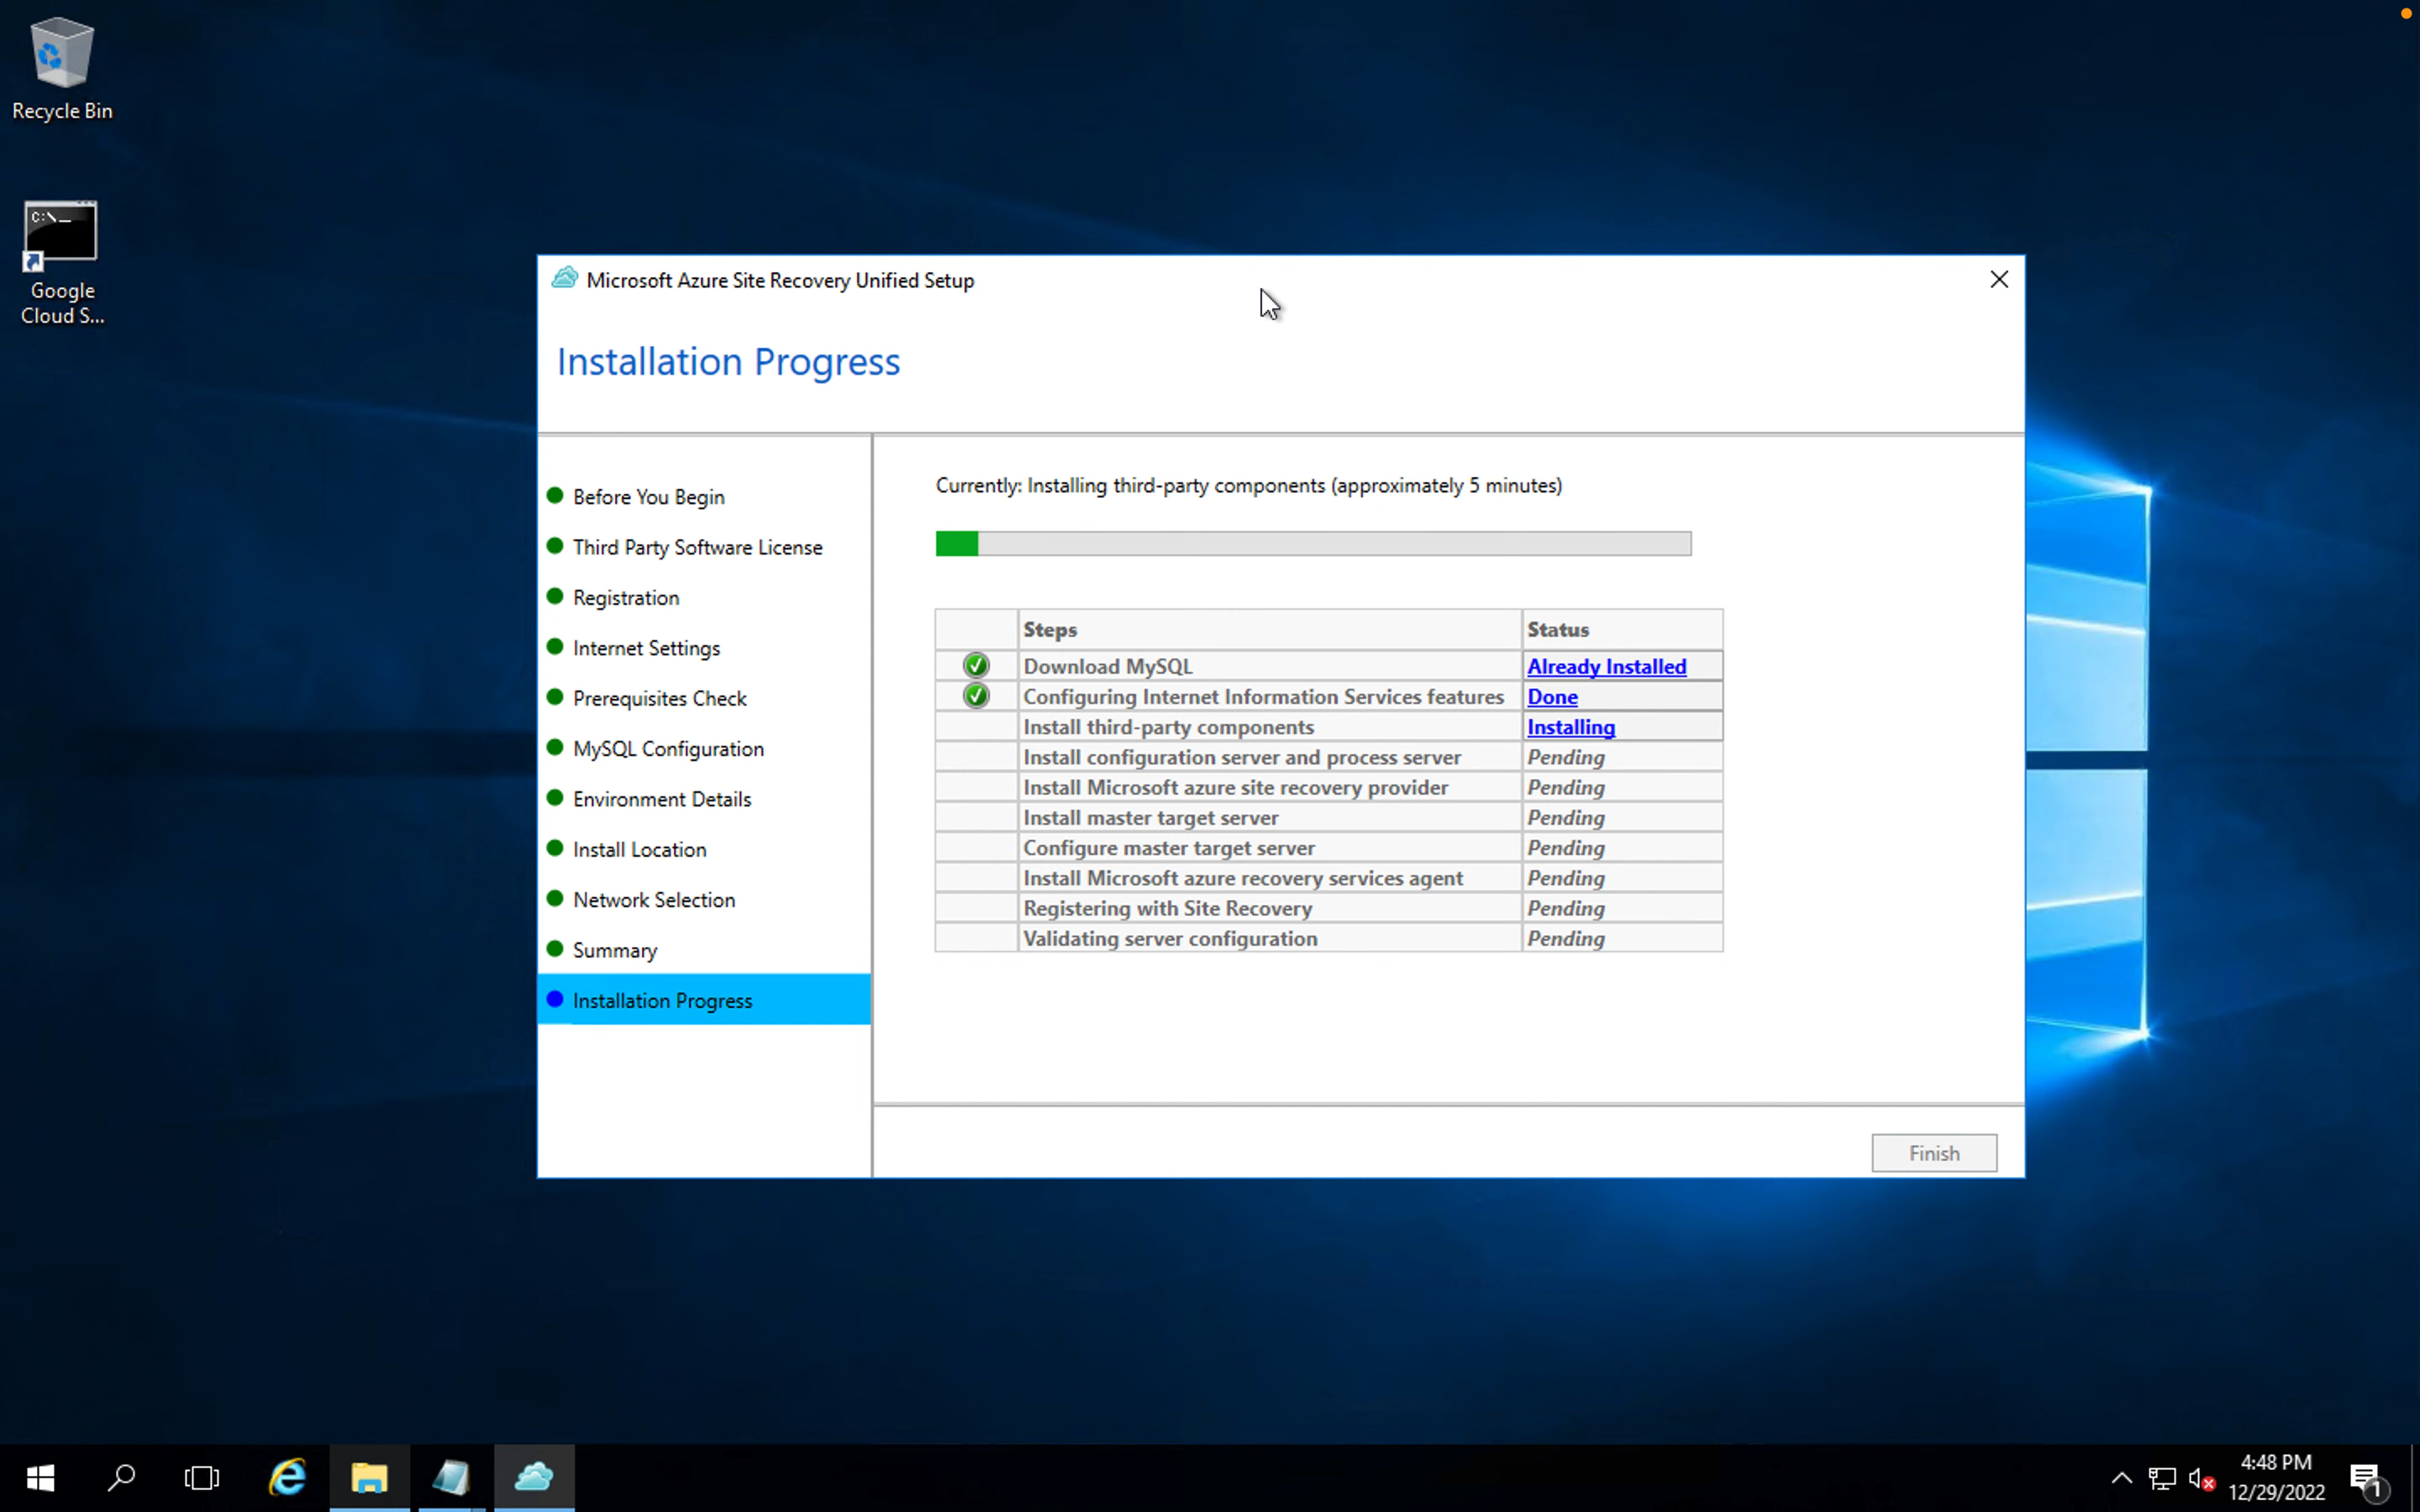 Recycle Bin
C:\_
Google
Cloud S...
Microsoft Azure Site Recovery Unified Setup
Installation Progress
Before You Begin
Third Party Software License
Registration
Internet Settings
Prerequisites Check
MySQL Configuration
Environment Details
Install Location
Network Selection
Summary
Installation Progress
Currently: Installing third-party components (approximately 5 minutes)
Steps Status
Download MySQL Already Installed
Configuring Internet Information Services features Done
Install third-party components Installing
Install configuration server and process server Pending
Install Microsoft azure site recovery provider Pending
Install master target server Pending
Configure master target server Pending
Install Microsoft azure recovery services agent Pending
Registering with Site Recovery Pending
Validating server configuration Pending
Finish
4:48 PM
12/29/2022
1